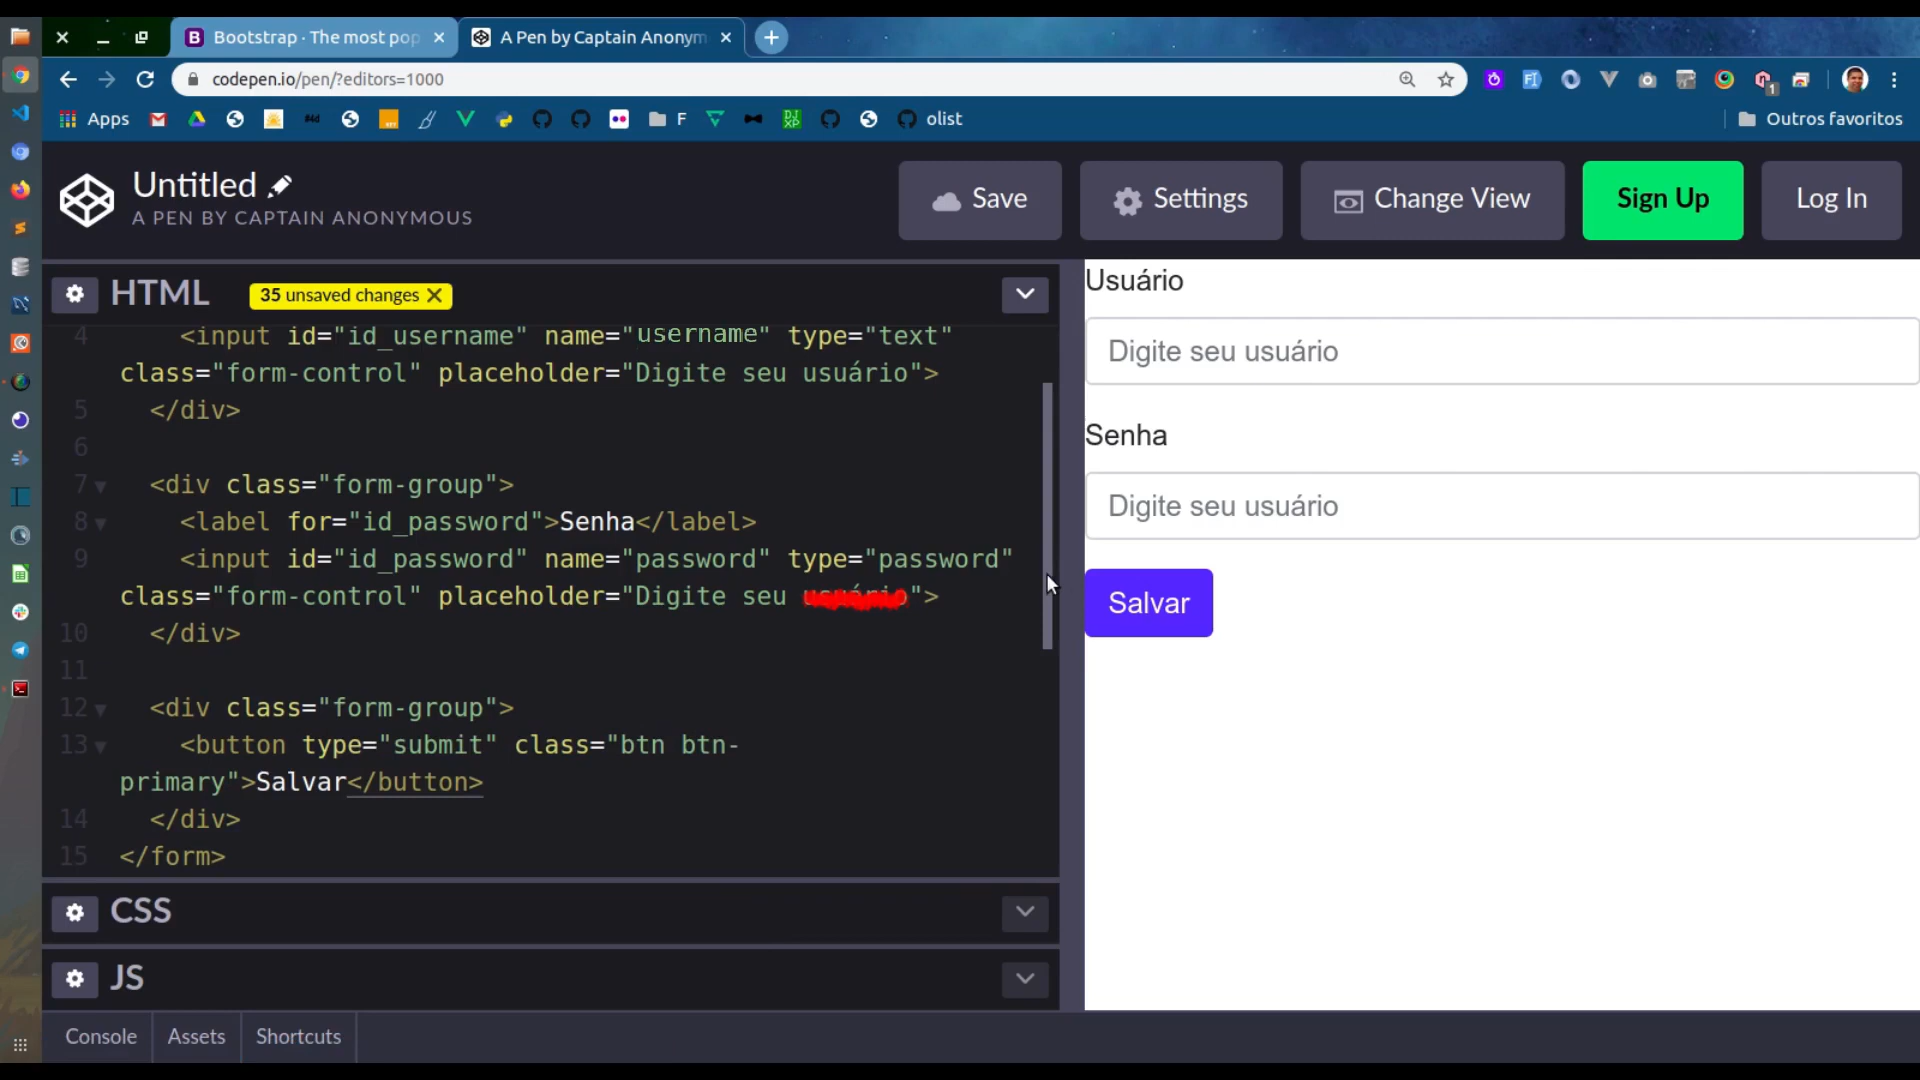 Bootstrap · The most pop
A Pen by Captain Anonym
codepen.io/pen/?editors=1000
Apps
F
olist
Outros favoritos
Untitled
A PEN BY CAPTAIN ANONYMOUS
Save
Settings
Change View
Sign Up
Log In
HTML
35 unsaved changes
4 <input id="id_username" name="username" type="text"
class="form-control" placeholder="Digite seu usuário">
5 </div>
6
7 <div class="form-group">
8 <label for="id_password">Senha</label>
9 <input id="id_password" name="password" type="password"
class="form-control" placeholder="Digite seu ">
10 </div>
11
12 <div class="form-group">
13 <button type="submit" class="btn btn-
primary">Salvar</button>
14 </div>
15 </form>
CSS
JS
Console
Assets
Shortcuts
Usuário
Digite seu usuário
Senha
Digite seu usuário
Salvar